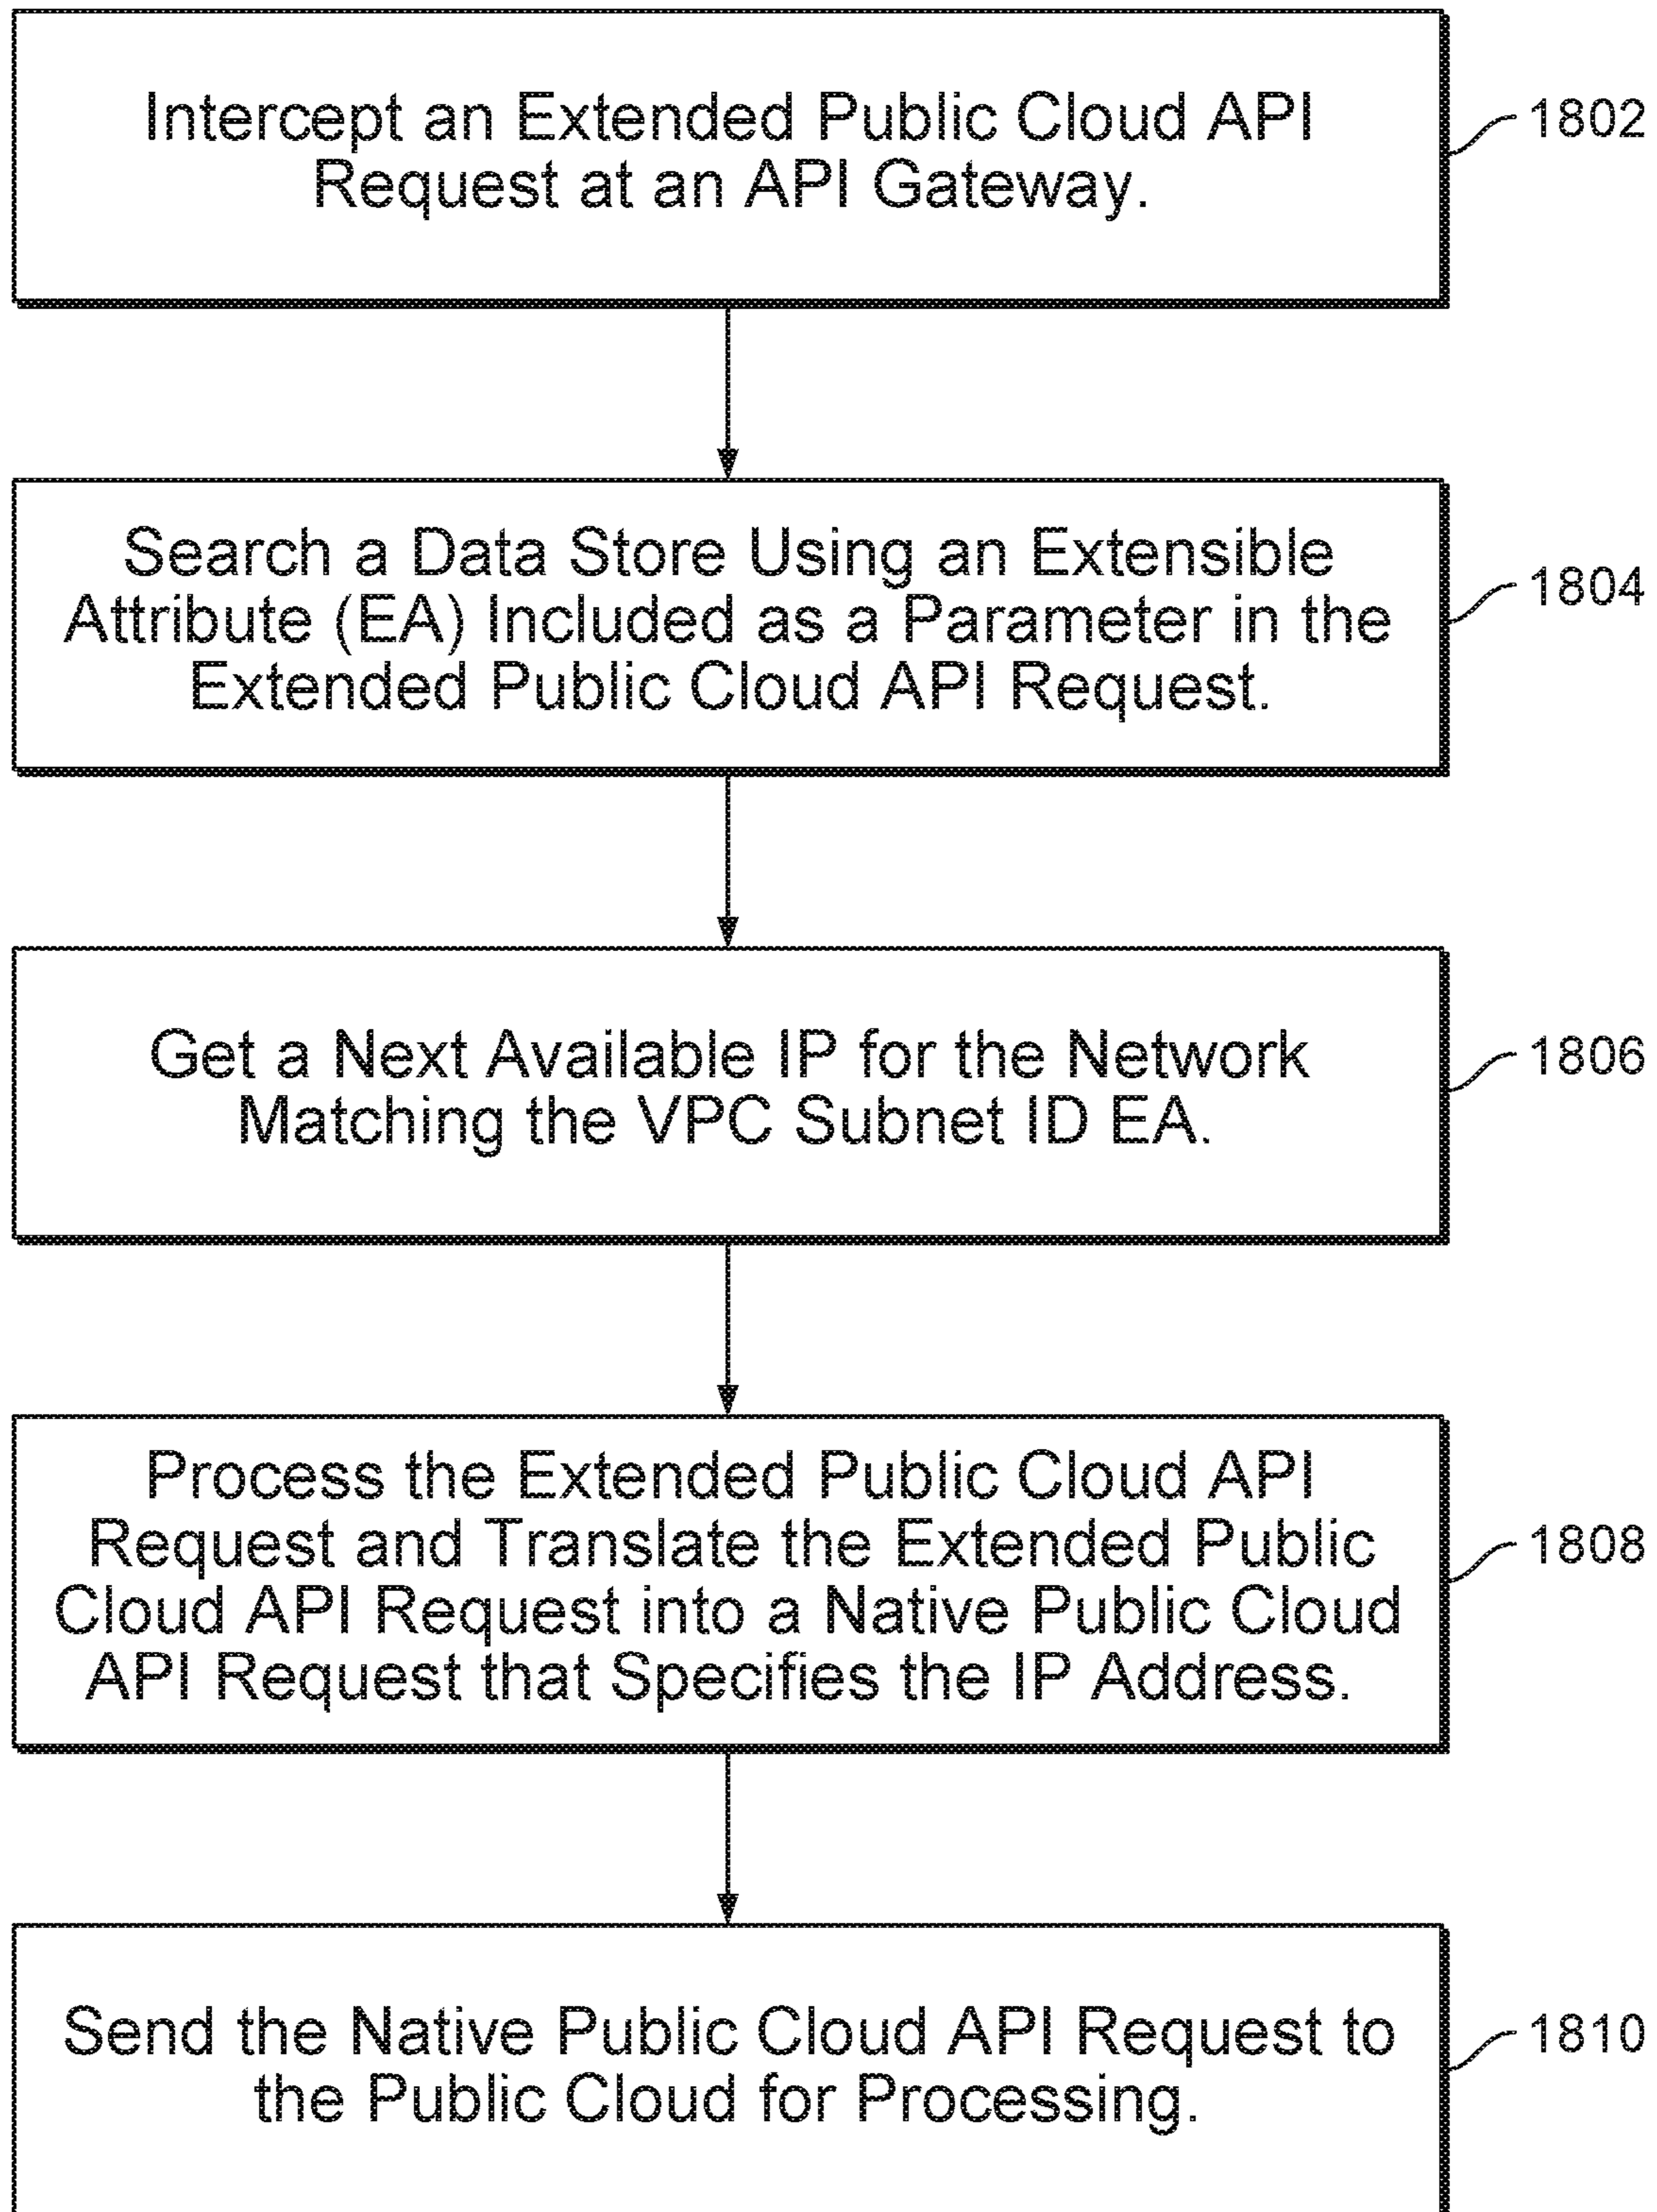 Intercept an Extended Public Cloud API
Request at an API Gateway.
1802
Search a Data Store Using an Extensible
Attribute (EA) Included as a Parameter in the
Extended Public Cloud API Request.
1804
Get a Next Available IP for the Network
Matching the VPC Subnet ID EA.
1806
Process the Extended Public Cloud API
Request and Translate the Extended Public
Cloud API Request into a Native Public Cloud
API Request that Specifies the IP Address.
1808
Send the Native Public Cloud API Request to
the Public Cloud for Processing.
1810